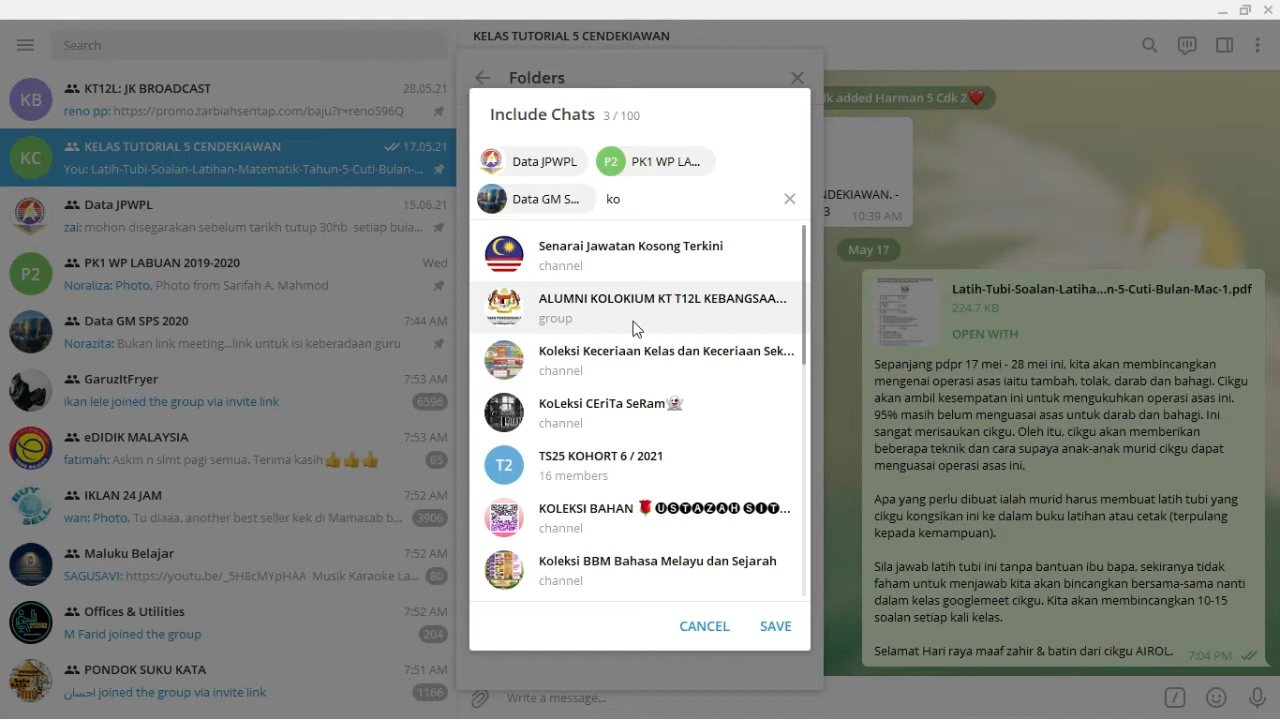 Search
KB
KT12L: JK BROADCAST
28.05.21
reno pp: https://promo.tarbiahsentap.com/baju?r=reno596Q
KC
KELAS TUTORIAL 5 CENDEKIAWAN
17.05.21
You: Latih-Tubi-Soalan-Latihan-Matematik-Tahun-5-Cuti-Bulan-...
Data JPWPL
15.06.21
zai: mohon disegarakan sebelum tarikh tutup 30hb setiap bula...
P2
PK1 WP LABUAN 2019-2020
Wed
Noraliza: Photo, Photo from Sarifah A. Mahmod
Data GM SPS 2020
7:44 AM
Norazita: Bukan link meeting...link untuk isi keberadaan guru
GaruzItFryer
7:53 AM
ikan lele joined the group via invite link
6596
eDIDIK MALAYSIA
7:53 AM
fatimah: Askm n slmt pagi semua. Terima kasih👍👍👍
65
IKLAN 24 JAM
7:52 AM
wan: Photo, Tu diaaa, another best seller kek di Mamasab b...
3906
Maluku Belajar
7:52 AM
SAGUSAVI: https://youtu.be/_5H8cMYpHAA Musik Karaoke La...
80
Offices & Utilities
7:52 AM
M Farid joined the group
204
PONDOK SUKU KATA
7:51 AM
احسان joined the group via invite link
1166
KELAS TUTORIAL 5 CENDEKIAWAN
Folders
Include Chats 3 / 100
Data JPWPL
P2 PK1 WP LA...
Data GM S...
ko
Senarai Jawatan Kosong Terkini
channel
ALUMNI KOLOKIUM KT T12L KEBANGSAA...
group
Koleksi Keceriaan Kelas dan Keceriaan Sek...
channel
KoLeksi CEriTa SeRam👻
channel
T2
TS25 KOHORT 6 / 2021
16 members
KOLEKSI BAHAN 🌹🅤🅢🅣🅐🅩🅐🅗 🅢🅘🅣...
channel
Koleksi BBM Bahasa Melayu dan Sejarah
channel
CANCEL
SAVE
Write a message...
k added Harman 5 Cdk 2❤️
DEKIAWAN. -
3
10:39 AM
May 17
Latih-Tubi-Soalan-Latiha...n-5-Cuti-Bulan-Mac-1.pdf
224.7 KB
OPEN WITH
Sepanjang pdpr 17 mei - 28 mei ini, kita akan membincangkan
mengenai operasi asas iaitu tambah, tolak, darab dan bahagi. Cikgu
akan ambil kesempatan ini untuk mengukuhkan operasi asas ini.
95% masih belum menguasai asas untuk darab dan bahagi. Ini
sangat merisaukan cikgu. Oleh itu, cikgu akan memberikan
beberapa teknik dan cara supaya anak-anak murid cikgu dapat
menguasai operasi asas ini.
Apa yang perlu dibuat ialah murid harus membuat latih tubi yang
cikgu kongsikan ini ke dalam buku latihan atau cetak (terpulang
kepada kemampuan).
Sila jawab latih tubi ini tanpa bantuan ibu bapa, sekiranya tidak
faham untuk menjawab kita akan bincangkan bersama-sama nanti
dalam kelas googlemeet cikgu. Kita akan membincangkan 10-15
soalan setiap kali kelas.
Selamat Hari raya maaf zahir & batin dari cikgu AIROL.
7:04 PM